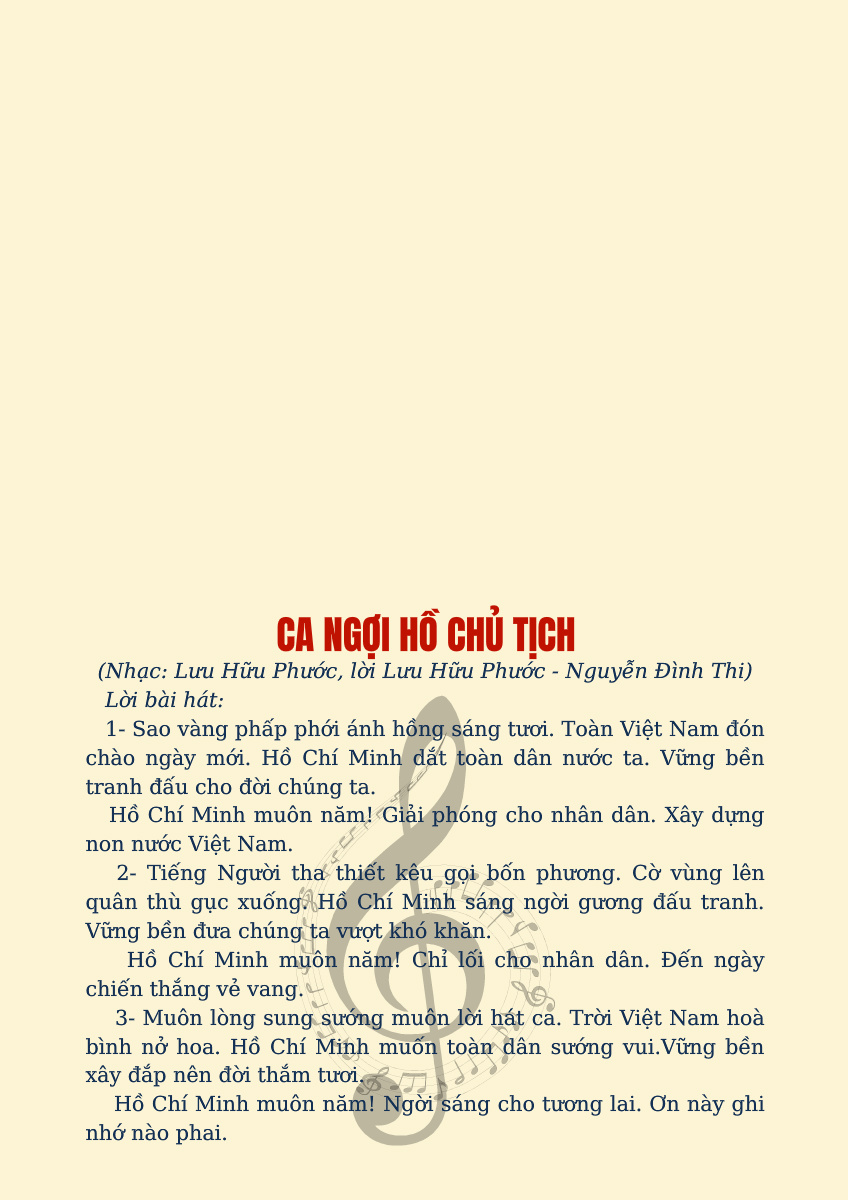 CA NGỢI HỒ CHỦ TỊCH
(Nhạc: Lưu Hữu Phước, lời Lưu Hữu Phước - Nguyễn Đình Thi)
Lời bài hát:
1- Sao vàng phấp phới ánh hồng sáng tươi. Toàn Việt Nam đón
chào ngày mới. Hồ Chí Minh dắt toàn dân nước ta. Vững bền
tranh đấu cho đời chúng ta.
Hồ Chí Minh muôn năm! Giải phóng cho nhân dân. Xây dựng
non nước Việt Nam.
2- Tiếng Người tha thiết kêu gọi bốn phương. Cờ vùng lên
quân thù gục xuống. Hồ Chí Minh sáng ngời gương đấu tranh.
Vững bền đưa chúng ta vượt khó khăn.
Hồ Chí Minh muôn năm! Chỉ lối cho nhân dân. Đến ngày
chiến thắng vẻ vang.
3- Muôn lòng sung sướng muôn lời hát ca. Trời Việt Nam hoà
bình nở hoa. Hồ Chí Minh muốn toàn dân sướng vui.Vững bền
xây đắp nên đời thắm tươi.
Hồ Chí Minh muôn năm! Ngời sáng cho tương lai. Ơn này ghi
nhớ nào phai.